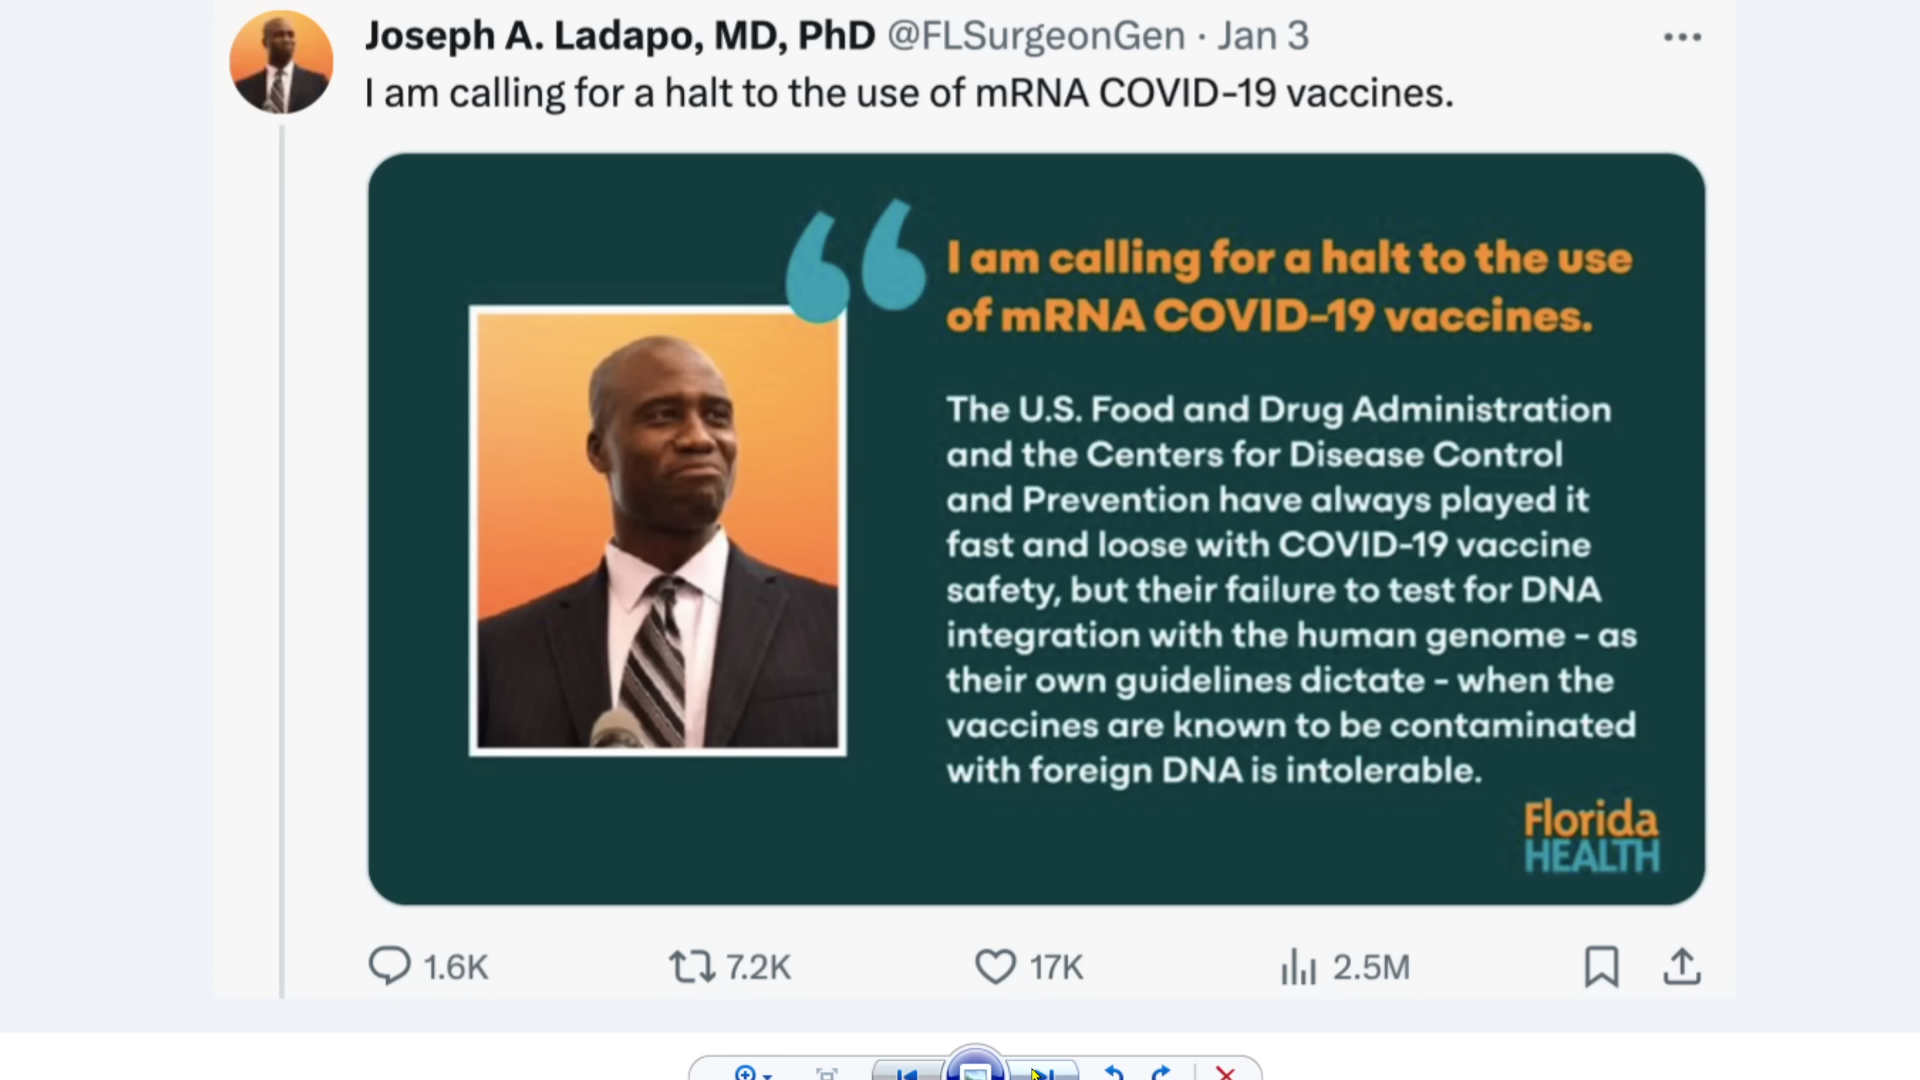 Joseph A. Ladapo, MD, PhD @FLSurgeonGen · Jan 3
I am calling for a halt to the use of mRNA COVID-19 vaccines.
I am calling for a halt to the use
of mRNA COVID-19 vaccines.
The U.S. Food and Drug Administration
and the Centers for Disease Control
and Prevention have always played it
fast and loose with COVID-19 vaccine
safety, but their failure to test for DNA
integration with the human genome - as
their own guidelines dictate - when the
vaccines are known to be contaminated
with foreign DNA is intolerable.
Florida
HEALTH
1.6K 7.2K 17K 2.5M